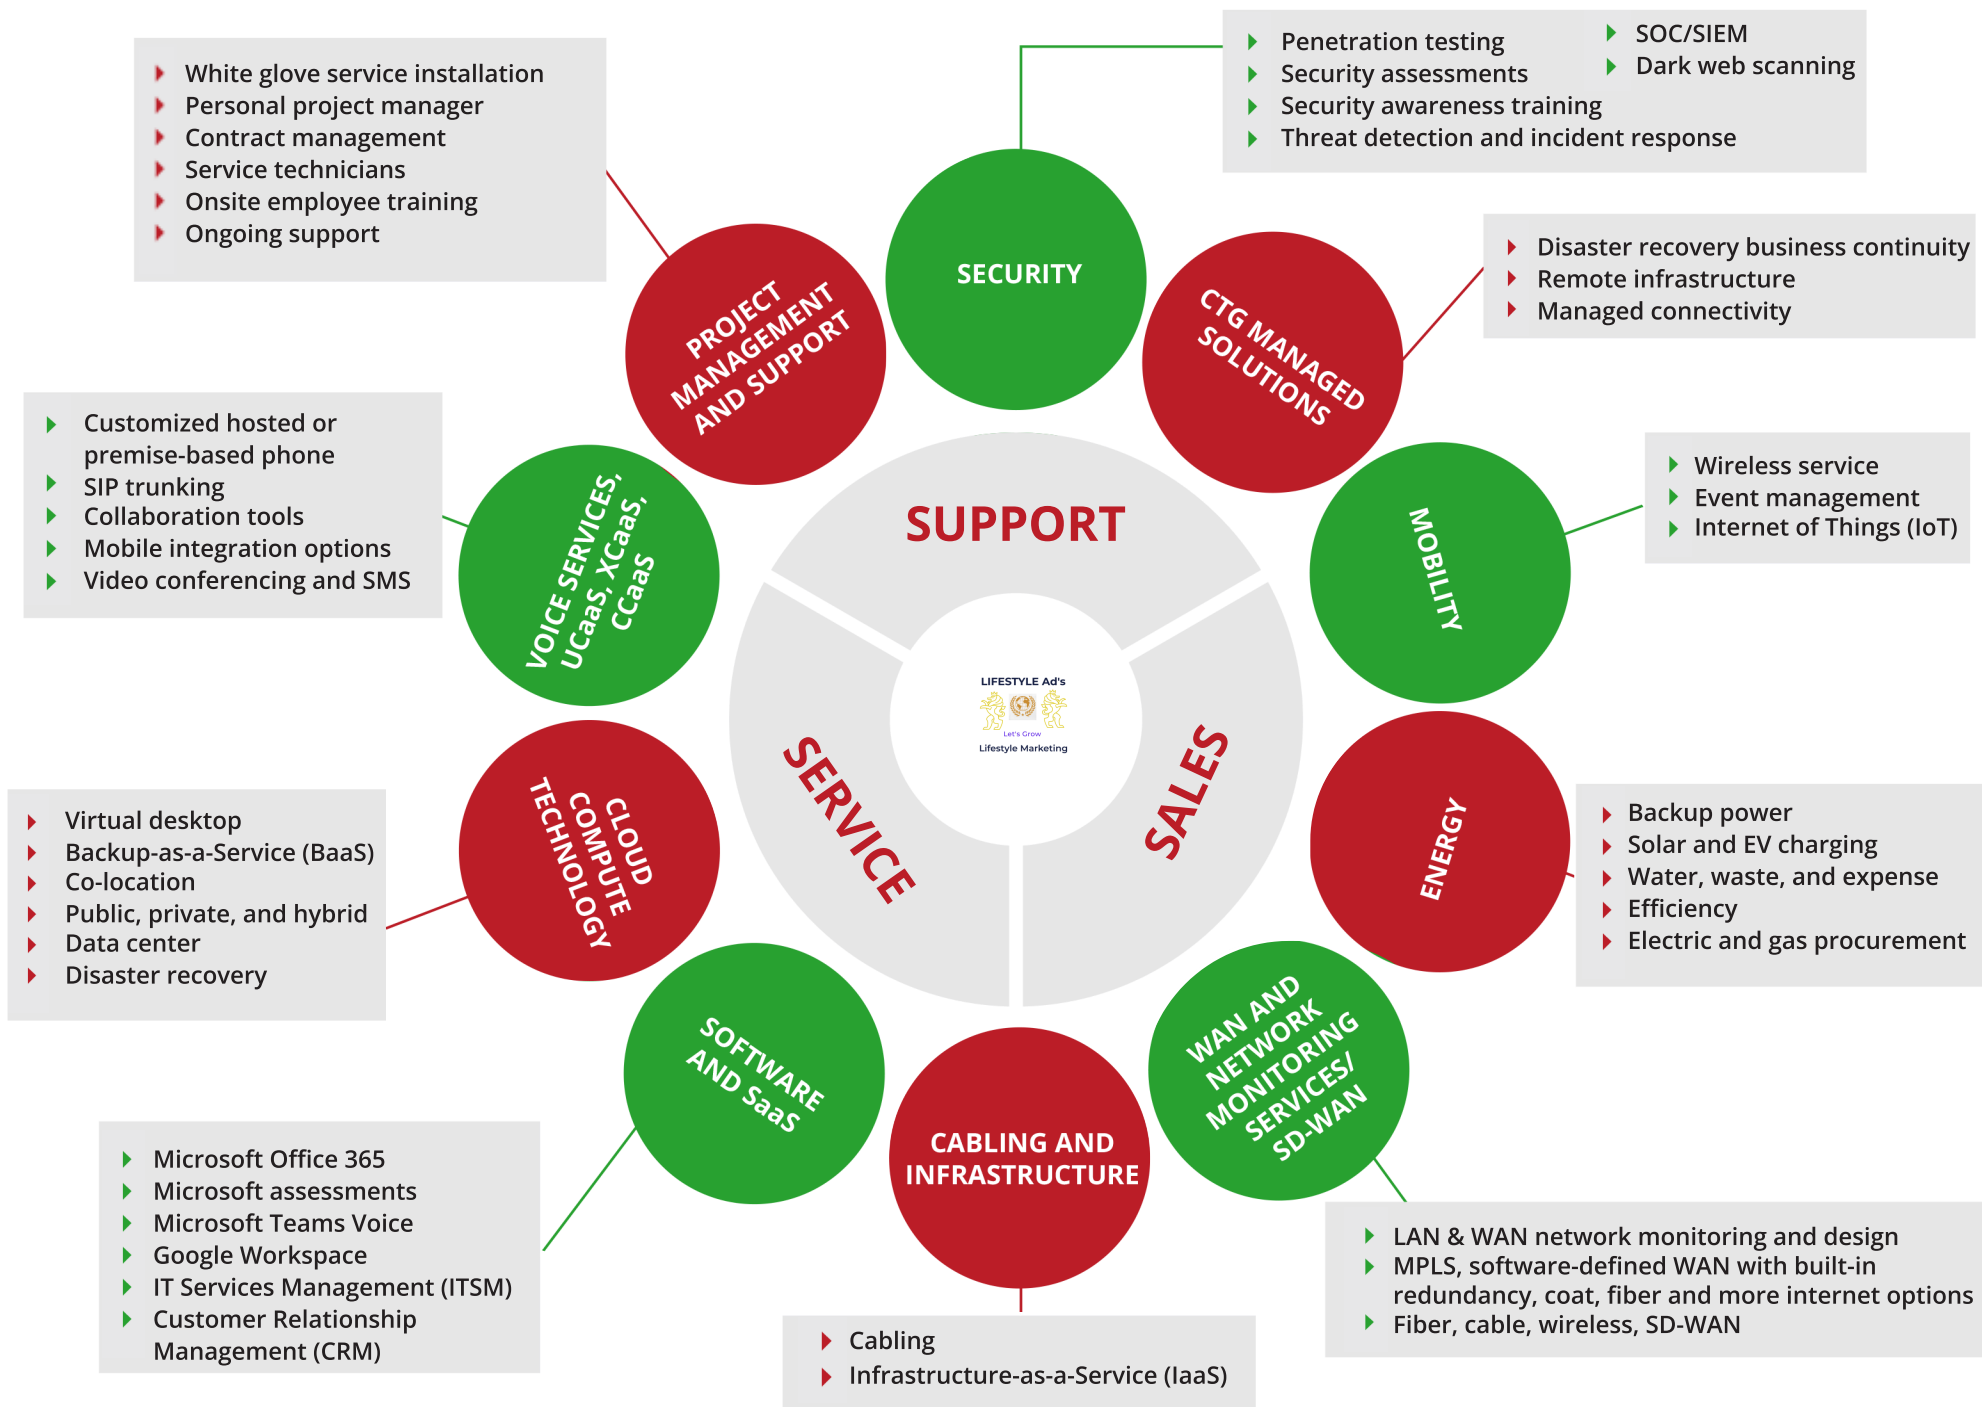 White glove service installation
Personal project manager
Contract management
Service technicians
Onsite employee training
Ongoing support
Penetration testing
Security assessments
Security awareness training
Threat detection and incident response
SOC/SIEM
Dark web scanning
SECURITY
PROJECT
MANAGEMENT
AND SUPPORT
CTG MANAGED
SOLUTIONS
Disaster recovery business continuity
Remote infrastructure
Managed connectivity
Customized hosted or
premise-based phone
SIP trunking
Collaboration tools
Mobile integration options
Video conferencing and SMS
VOICE SERVICES,
UCaaS, XCaaS,
CCaaS
SUPPORT
MOBILITY
Wireless service
Event management
Internet of Things (IoT)
LIFESTYLE Ad's
Let's Grow
Lifestyle Marketing
SERVICE
SALES
Virtual desktop
Backup-as-a-Service (BaaS)
Co-location
Public, private, and hybrid
Data center
Disaster recovery
CLOUD
COMPUTE
TECHNOLOGY
ENERGY
Backup power
Solar and EV charging
Water, waste, and expense
Efficiency
Electric and gas procurement
SOFTWARE
AND SaaS
WAN AND
NETWORK
MONITORING
SERVICES/
SD-WAN
CABLING AND
INFRASTRUCTURE
Microsoft Office 365
Microsoft assessments
Microsoft Teams Voice
Google Workspace
IT Services Management (ITSM)
Customer Relationship
Management (CRM)
LAN & WAN network monitoring and design
MPLS, software-defined WAN with built-in
redundancy, coat, fiber and more internet options
Fiber, cable, wireless, SD-WAN
Cabling
Infrastructure-as-a-Service (IaaS)